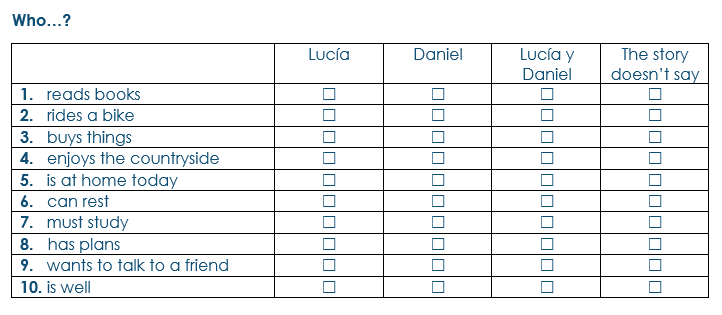 Who…?
Lucía Daniel Lucía y Daniel The story doesn't say
1. reads books ☐ ☐ ☐ ☐
2. rides a bike ☐ ☐ ☐ ☐
3. buys things ☐ ☐ ☐ ☐
4. enjoys the countryside ☐ ☐ ☐ ☐
5. is at home today ☐ ☐ ☐ ☐
6. can rest ☐ ☐ ☐ ☐
7. must study ☐ ☐ ☐ ☐
8. has plans ☐ ☐ ☐ ☐
9. wants to talk to a friend ☐ ☐ ☐ ☐
10. is well ☐ ☐ ☐ ☐